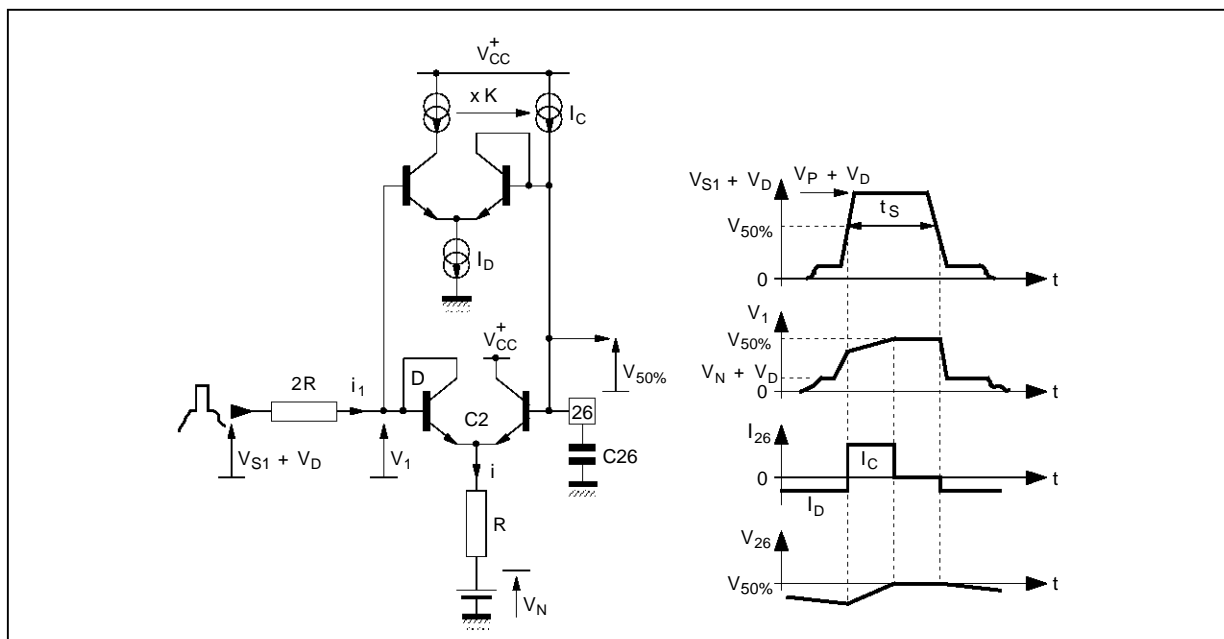 V+CC
x K
IC
ID
V+CC
V50%
2R
i1
D
C2
26
C26
VS1 + VD
V1
i
R
VN
VS1 + VD
VP + VD
V50%
tS
0
t
V1
V50%
VN + VD
0
t
I26
IC
0
ID
t
V26
V50%
t